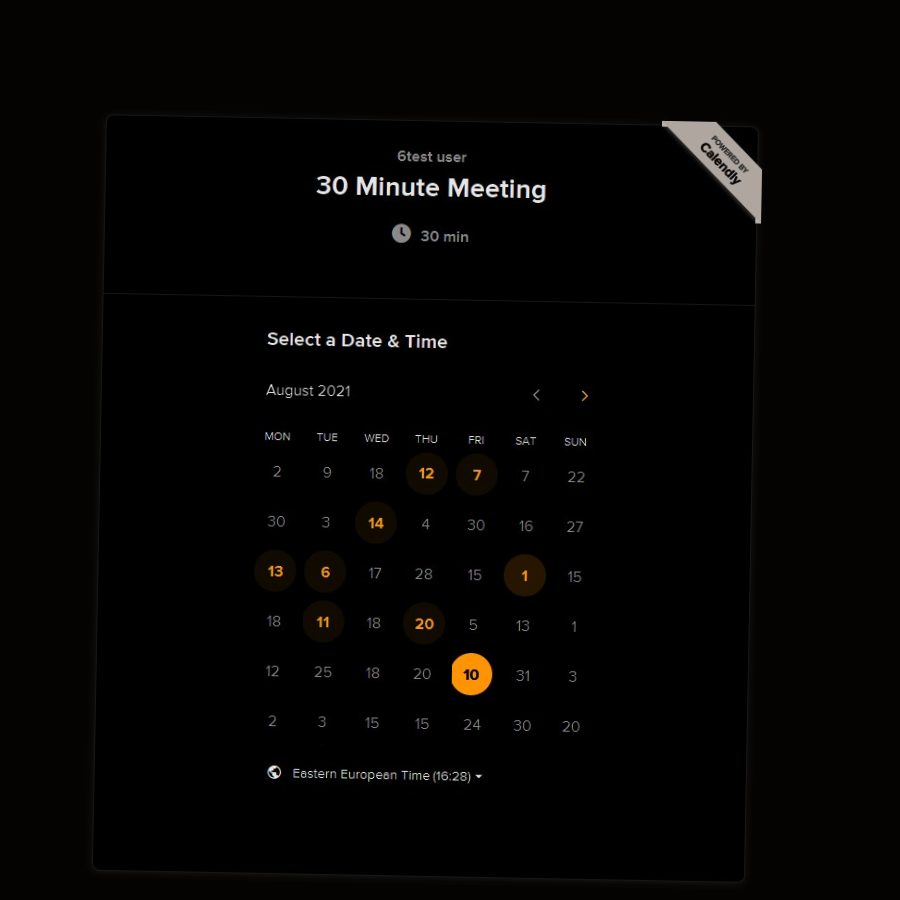 POWERED BY
Calendly
6test user
30 Minute Meeting
30 min
Select a Date & Time
August 2021
MON TUE WED THU FRI SAT SUN
2 9 18 12 7 7 22
30 3 14 4 30 16 27
13 6 17 28 15 1 15
18 11 18 20 5 13 1
12 25 18 20 10 31 3
2 3 15 15 24 30 20
Eastern European Time (16:28)